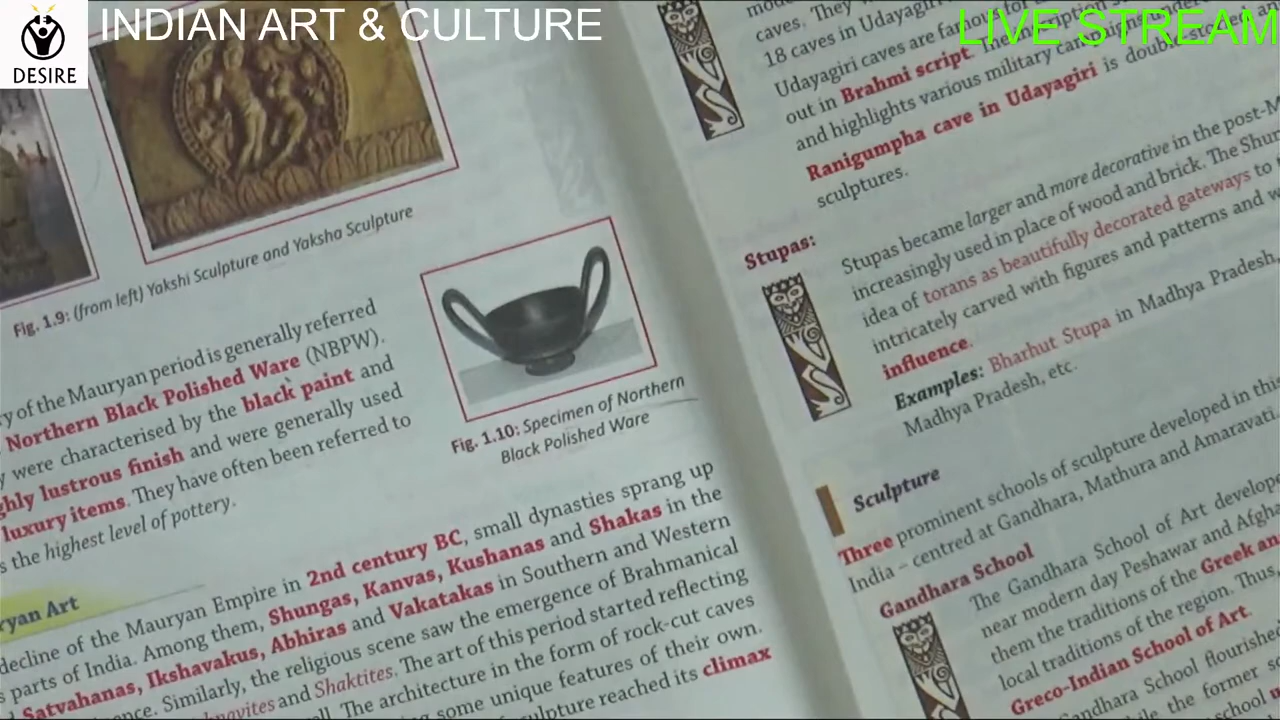 INDIAN ART & CULTURE
LIVE STREAM
DESIRE
Fig. 1.9: (from left) Yakshi Sculpture and Yaksha Sculpture
of the Mauryan period is generally referred
Northern Black Polished Ware (NBPW).
were characterised by the black paint and
lustrous finish and were generally used
luxury items. They have often been referred to
the highest level of pottery.
Fig. 1.10: Specimen of Northern
Black Polished Ware
Art
decline of the Mauryan Empire in 2nd century BC, small dynasties sprang up
parts of India. Among them, Shungas, Kanvas, Kushanas and Shakas in the
Satvahanas, Ikshavakus, Abhiras and Vakatakas in Southern and Western
Similarly, the religious scene saw the emergence of Brahmanical
and Shaktites. The art of this period started reflecting
The architecture in the form of rock-cut caves
some unique features of their own.
reached its climax
caves. They
18 caves in Udayagiri
Udayagiri caves are
out in Brahmi script.
and highlights various military
Ranigumpha cave in Udayagiri is
sculptures.
Stupas:
Stupas became larger and more decorative in the
increasingly used in place of wood and brick. The
idea of torans as beautifully decorated gateways to
intricately carved with figures and patterns and
influence.
Examples: Bharhut Stupa in Madhya Pradesh,
Madhya Pradesh, etc.
Sculpture
Three prominent schools of sculpture developed in this
India – centred at Gandhara, Mathura and Amaravati.
Gandhara School
The Gandhara School of Art
near modern day Peshawar and
them the traditions of the Greek
local traditions of the region. Thus,
Greco-Indian School of Art.
Gandhara School flourished
the former
school